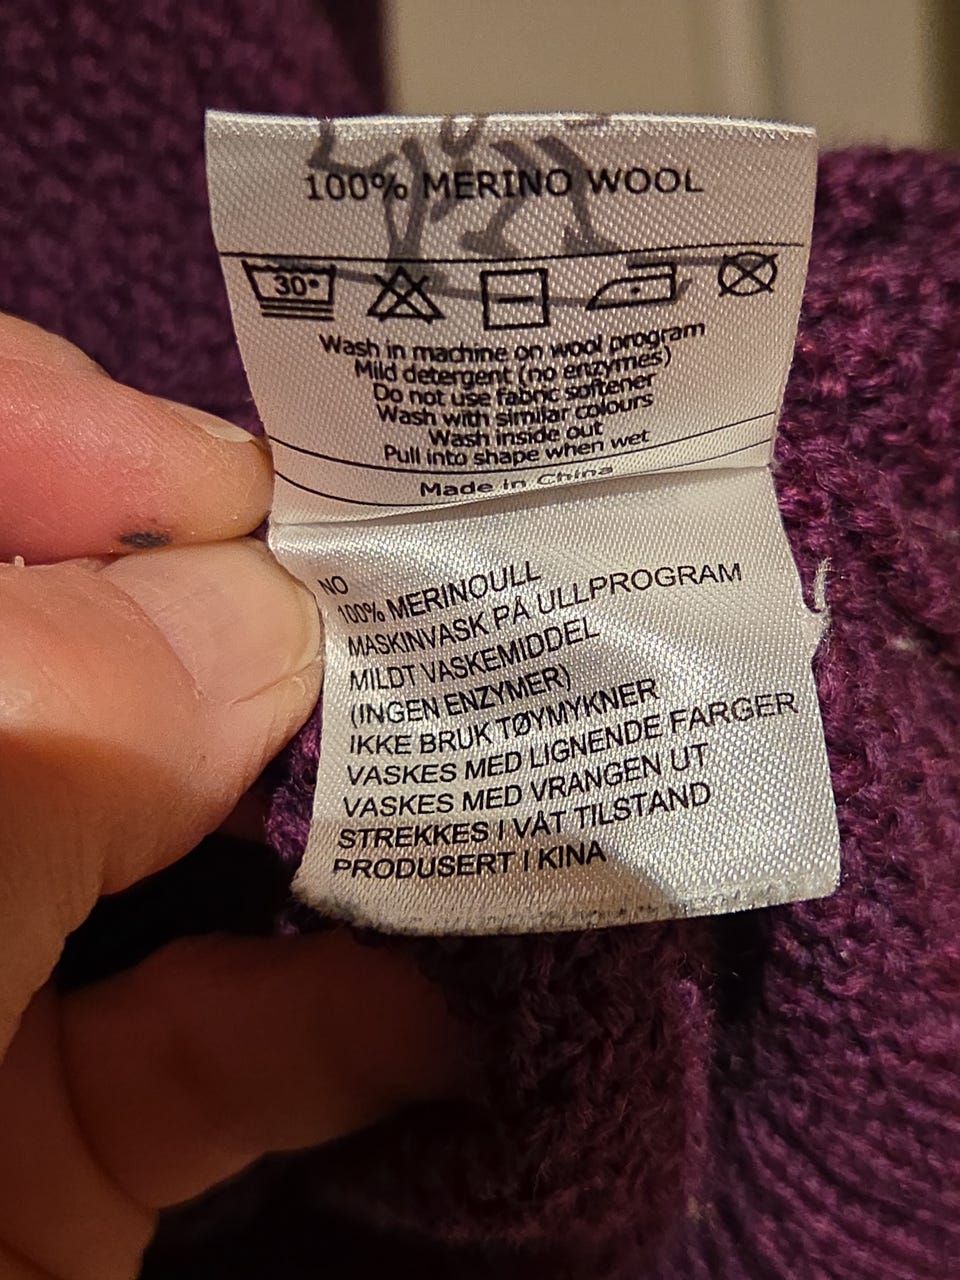 100% MERINO WOOL
30°
Wash in machine on wool program
Mild detergent (no enzymes)
Do not use fabric softener
Wash with similar colours
Wash inside out
Pull into shape when wet
Made in China
NO
100% MERINOULL
MASKINVASK PÅ ULLPROGRAM
MILDT VASKEMIDDEL
(INGEN ENZYMER)
IKKE BRUK TØYMYKNER
VASKES MED LIGNENDE FARGER
VASKES MED VRANGEN UT
STREKKES I VÅT TILSTAND
PRODUSERT I KINA